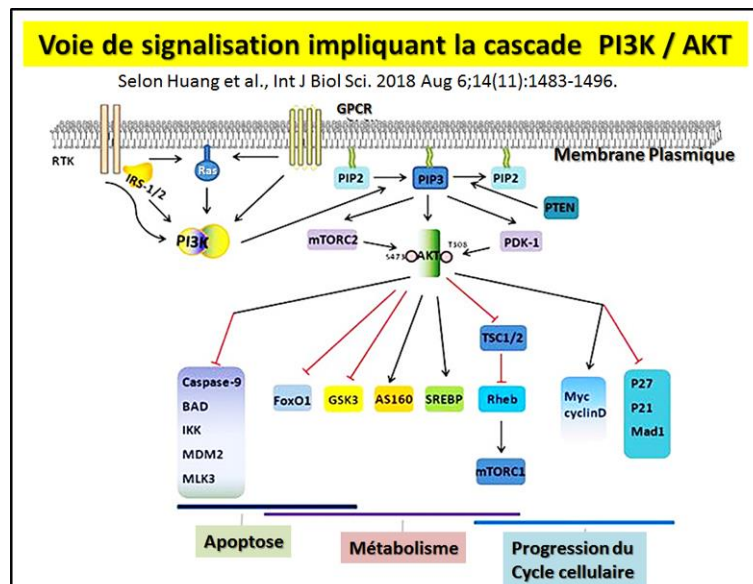 Voie de signalisation impliquant la cascade PI3K / AKT
Selon Huang et al., Int J Biol Sci. 2018 Aug 6;14(11):1483-1496.
GPCR
RTK
Membrane Plasmique
IRS-1/2
Ras
PIP2
PIP3
PIP2
PTEN
PI3K
mTORC2
S473
AKT
T308
PDK-1
TSC1/2
Caspase-9
BAD
IKK
MDM2
MLK3
FoxO1
GSK3
AS160
SREBP
Rheb
mTORC1
Myc
cyclinD
P27
P21
Mad1
Apoptose
Métabolisme
Progression du
Cycle cellulaire